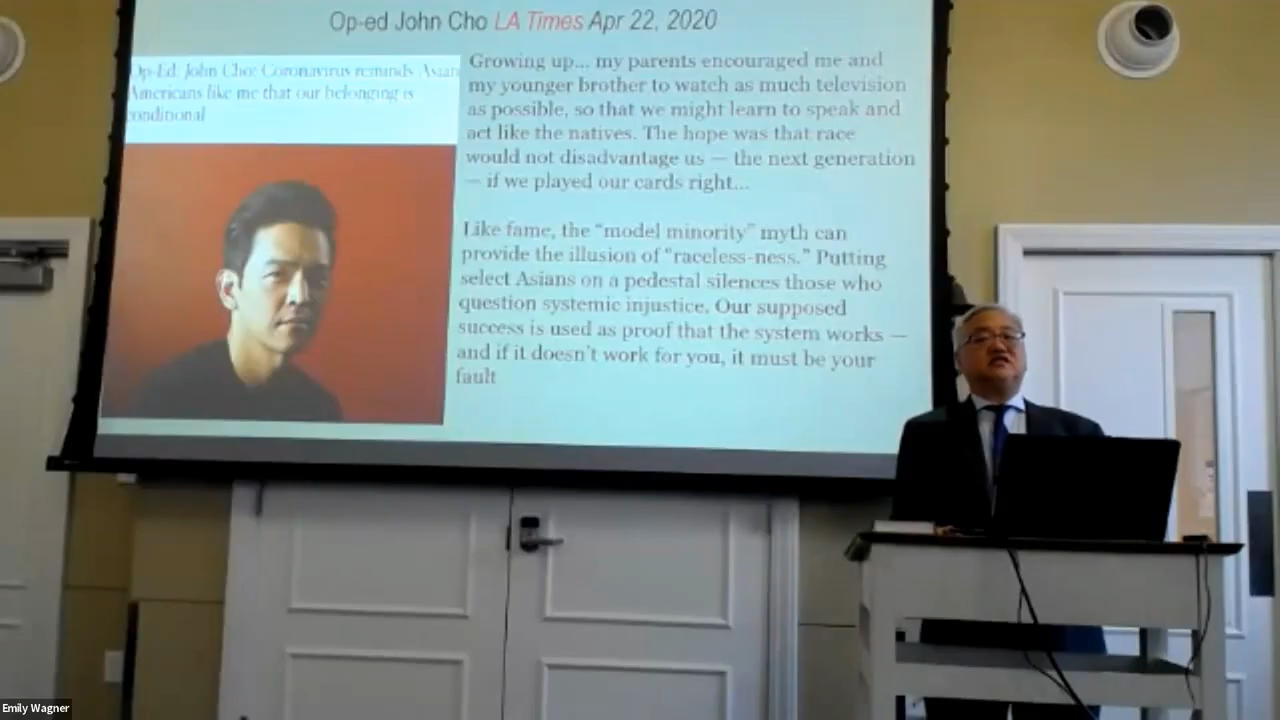 Op-ed John Cho LA Times Apr 22, 2020
Op-Ed: John Cho: Coronavirus reminds Asian
Americans like me that our belonging is
conditional
Growing up... my parents encouraged me and
my younger brother to watch as much television
as possible, so that we might learn to speak and
act like the natives. The hope was that race
would not disadvantage us — the next generation
— if we played our cards right...
Like fame, the “model minority” myth can
provide the illusion of “raceless-ness.” Putting
select Asians on a pedestal silences those who
question systemic injustice. Our supposed
success is used as proof that the system works —
and if it doesn’t work for you, it must be your
fault
Emily Wagner